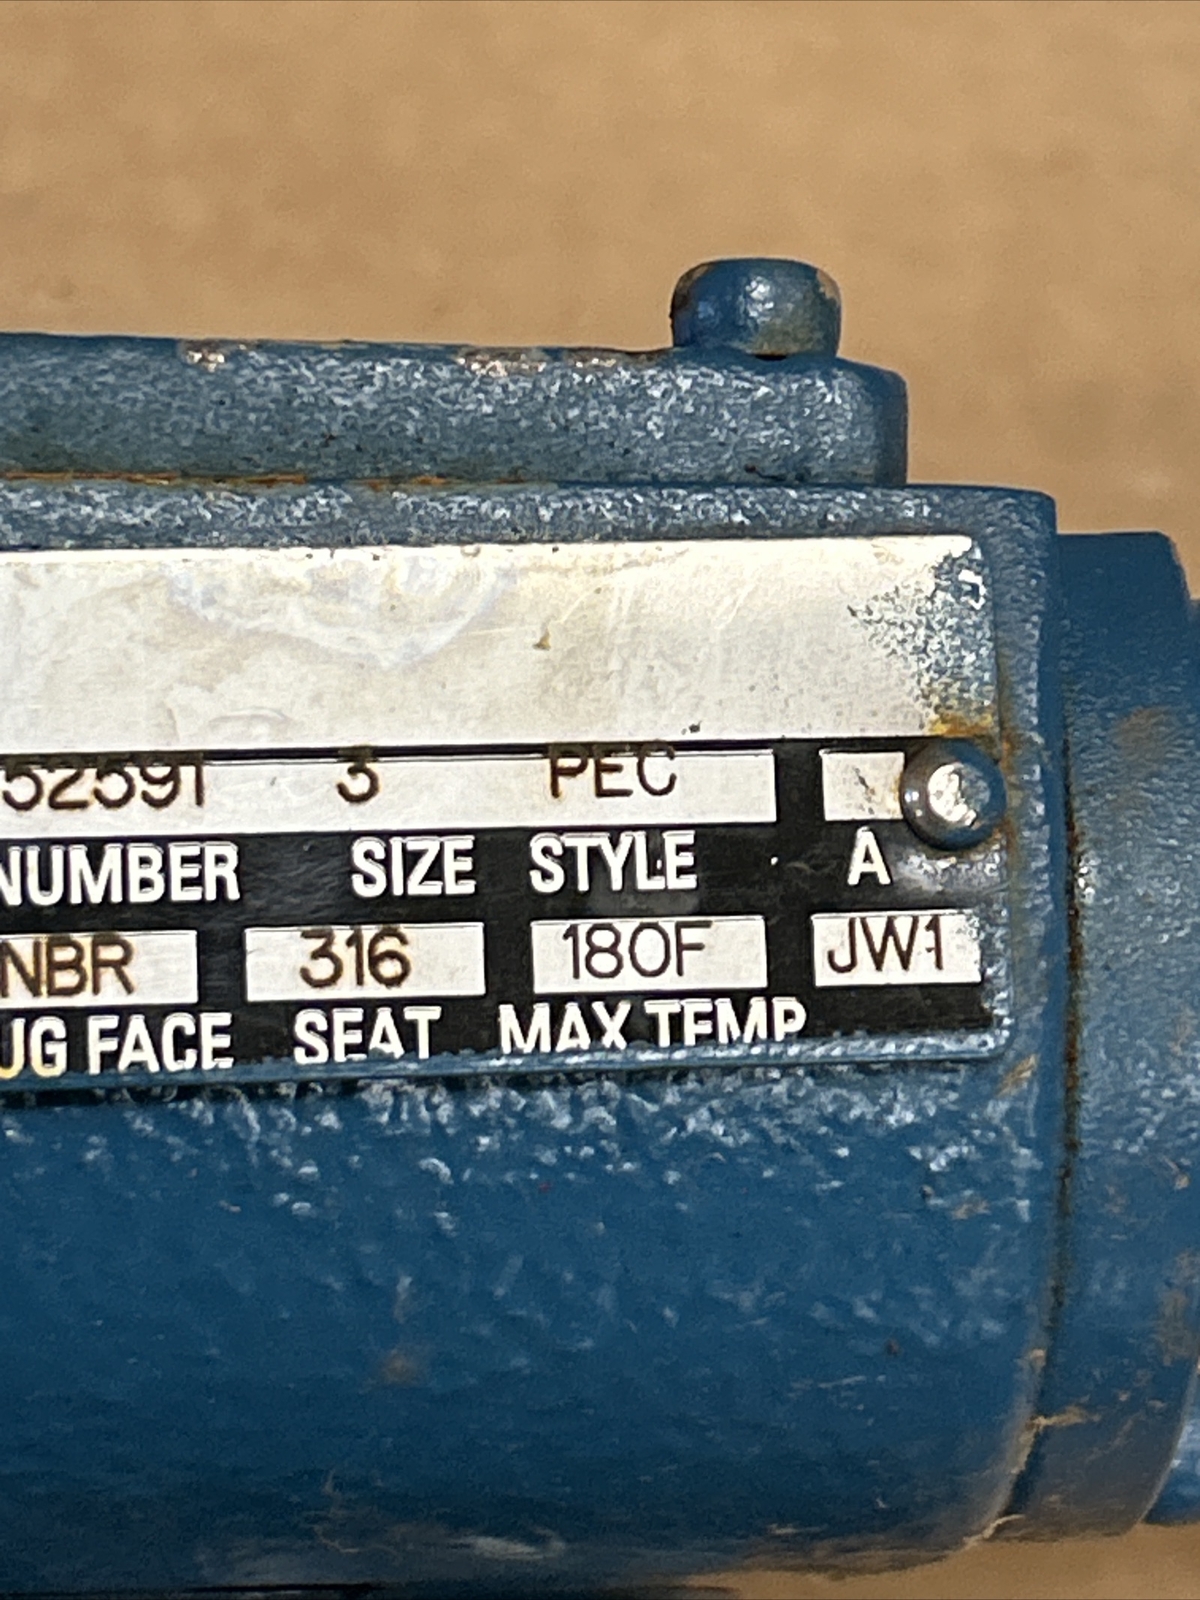 52591 3 PEC
NUMBER SIZE STYLE A
NBR 316 180F JW1
UG FACE SEAT MAX TEMP